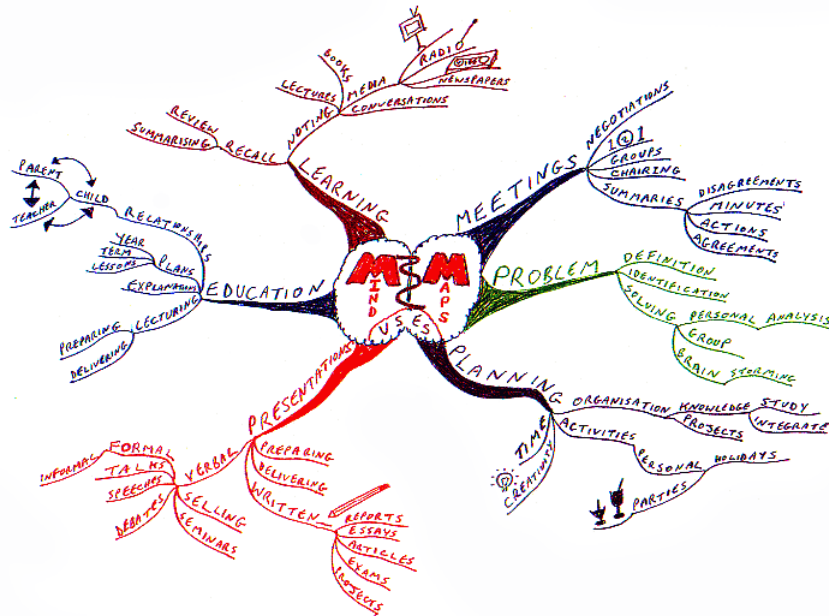 MIND
MAPS
USES
LEARNING
NOTING
BOOKS
LECTURES
MEDIA
RADIO
NEWSPAPERS
CONVERSATIONS
RECALL
REVIEW
SUMMARISING
MEETINGS
NEGOTIATIONS
1 2 1
GROUPS
CHAIRING
SUMMARIES
DISAGREEMENTS
MINUTES
ACTIONS
AGREEMENTS
PROBLEM
DEFINITION
IDENTIFICATION
SOLVING
PERSONAL ANALYSIS
GROUP
BRAIN STORMING
PLANNING
ORGANISATION
KNOWLEDGE
STUDY
INTEGRATE
PROJECTS
ACTIVITIES
PERSONAL
HOLIDAYS
PARTIES
TIME
CREATIVITY
PRESENTATIONS
PREPARING
DELIVERING
WRITTEN
REPORTS
ESSAYS
ARTICLES
EXAMS
PROJECTS
VERBAL
FORMAL
INFORMAL
TALKS
SPEECHES
DEBATES
SELLING
SEMINARS
EDUCATION
RELATIONSHIPS
CHILD
PARENT
TEACHER
PLANS
YEAR
TERM
LESSONS
EXPLANATIONS
LECTURING
PREPARING
DELIVERING